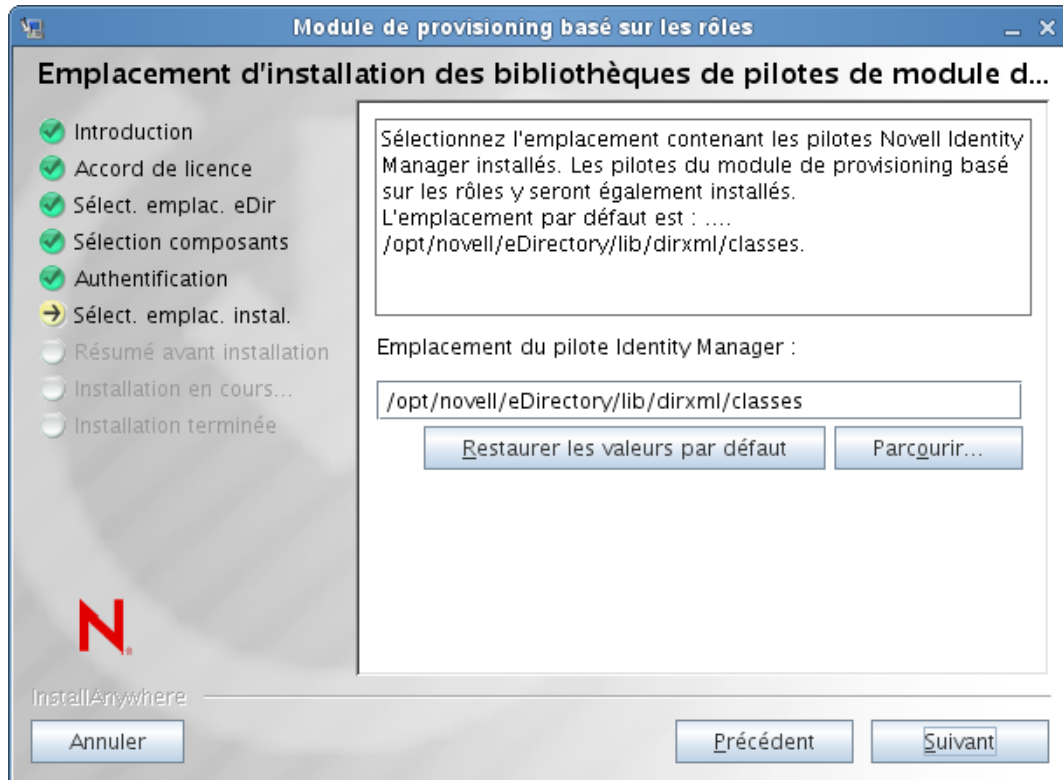 Module de provisioning basé sur les rôles
Emplacement d'installation des bibliothèques de pilotes de module d...
Introduction
Accord de licence
Sélect. emplac. eDir
Sélection composants
Authentification
Sélect. emplac. instal.
Résumé avant installation
Installation en cours...
Installation terminée
Sélectionnez l'emplacement contenant les pilotes Novell Identity
Manager installés. Les pilotes du module de provisioning basé
sur les rôles y seront également installés.
L'emplacement par défaut est : ....
/opt/novell/eDirectory/lib/dirxml/classes.
Emplacement du pilote Identity Manager :
/opt/novell/eDirectory/lib/dirxml/classes
Restaurer les valeurs par défaut
Parcourir...
N
InstallAnywhere
Annuler
Précédent
Suivant